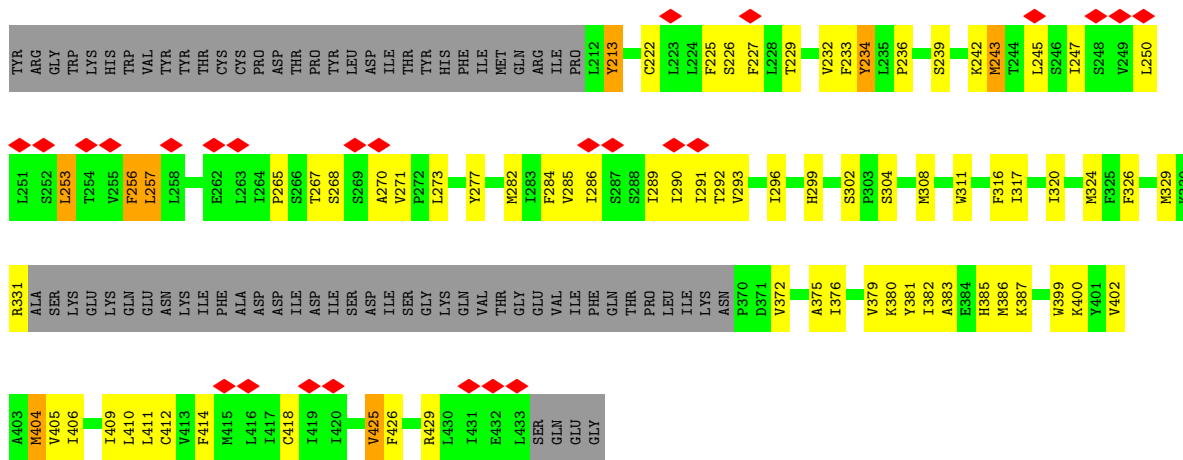 TYR ARG GLY TRP LYS HIS TRP VAL TYR TYR THR CYS CYS PRO ASP THR PRO TYR LEU ASP ILE THR TYR HIS PHE ILE MET GLN ARG ILE PRO L212 Y213 C222 L223 L224 F225 S226 F227 L228 T229 V232 F233 Y234 L235 P236 S239 K242 M243 T244 L245 S246 I247 S248 V249 L250
L251 S252 L253 T254 V255 F256 L257 L258 E262 L263 I264 P265 S266 T267 S268 S269 A270 V271 P272 L273 Y277 M282 I283 F284 V285 I286 S287 S288 I289 I290 I291 T292 V293 I296 H299 S302 P303 S304 M308 W311 F316 I317 I320 M324 F325 F326 M329
R331 ALA SER LYS GLU LYS GLN GLU ASN LYS ILE PHE ALA ASP ASP ILE ASP ILE SER ASP ILE SER GLY LYS GLN VAL THR GLY GLU VAL ILE PHE GLN THR PRO LEU ILE LYS ASN P370 D371 V372 A375 I376 V379 K380 Y381 I382 A383 E384 H385 M386 K387 W399 K400 Y401 V402
A403 M404 V405 I406 I409 L410 L411 C412 V413 F414 M415 L416 I417 C418 I419 I420 V425 F426 R429 L430 I431 E432 L433 SER GLN GLU GLY